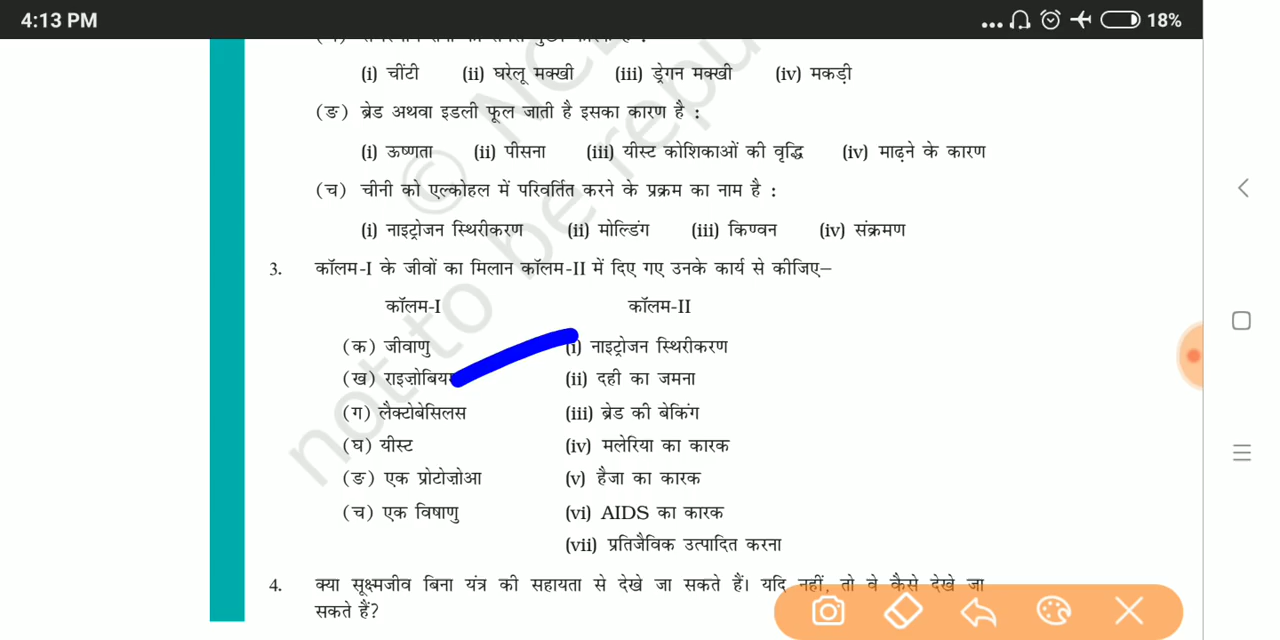 4:13 PM
18%
(i) चींटी (ii) घरेलू मक्खी (iii) ड्रेगन मक्खी (iv) मकड़ी
(ङ) ब्रेड अथवा इडली फूल जाती है इसका कारण है :
(i) ऊष्णता (ii) पीसना (iii) यीस्ट कोशिकाओं की वृद्धि (iv) माढ़ने के कारण
(च) चीनी को एल्कोहल में परिवर्तित करने के प्रक्रम का नाम है :
(i) नाइट्रोजन स्थिरीकरण (ii) मोल्डिंग (iii) किण्वन (iv) संक्रमण
3. कॉलम-I के जीवों का मिलान कॉलम-II में दिए गए उनके कार्य से कीजिए–
कॉलम-I कॉलम-II
(क) जीवाणु (i) नाइट्रोजन स्थिरीकरण
(ख) (ii) दही का जमना
(ग) लैक्टोबेसिलस (iii) ब्रेड की बेकिंग
(घ) यीस्ट (iv) मलेरिया का कारक
(ङ) एक प्रोटोज़ोआ (v) हैजा का कारक
(च) एक विषाणु (vi) AIDS का कारक
(vii) प्रतिजैविक उत्पादित करना
4. क्या सूक्ष्मजीव बिना यंत्र की सहायता से देखे जा सकते हैं। यदि नहीं, तो वे कैसे देखे जा
सकते हैं?
not to be repu